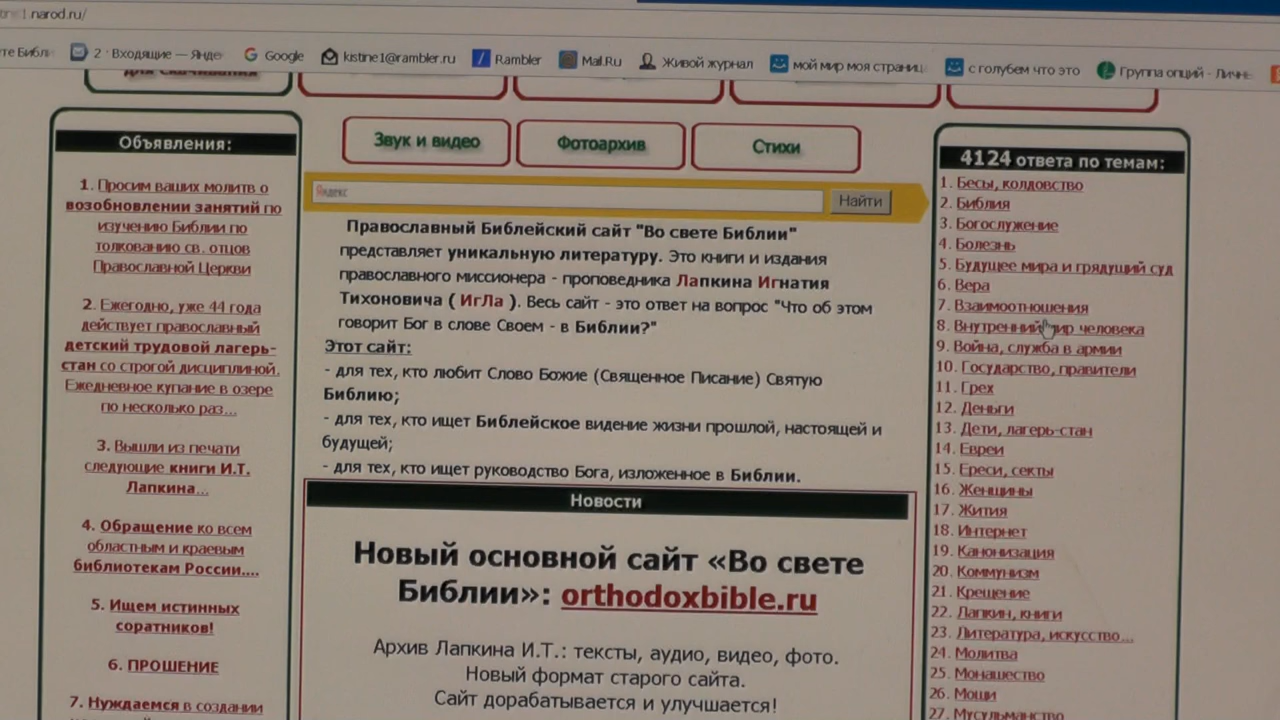 1.narod.ru/
2 · Входящие — Янде
Google
kistine1@rambler.ru
Rambler
Mail.Ru
Живой журнал
мой мир моя страниц
с голубем что это
Группа опций - Личне
для скачивания
Звук и видео
Фотоархив
Стихи
Яндекс
Найти
Объявления:
1. Просим ваших молитв о
возобновлении занятий по
изучению Библии по
толкованию св. отцов
Православной Церкви
2. Ежегодно, уже 44 года
действует православный
детский трудовой лагерь-
стан со строгой дисциплиной.
Ежедневное купание в озере
по несколько раз...
3. Вышли из печати
следующие книги И.Т.
Лапкина...
4. Обращение ко всем
областным и краевым
библиотекам России....
5. Ищем истинных
соратников!
6. ПРОШЕНИЕ
7. Нуждаемся в создании
Православный Библейский сайт "Во свете Библии"
представляет уникальную литературу. Это книги и издания
православного миссионера - проповедника Лапкина Игнатия
Тихоновича ( ИгЛа ). Весь сайт - это ответ на вопрос "Что об этом
говорит Бог в слове Своем - в Библии?"
Этот сайт:
- для тех, кто любит Слово Божие (Священное Писание) Святую
Библию;
- для тех, кто ищет Библейское видение жизни прошлой, настоящей и
будущей;
- для тех, кто ищет руководство Бога, изложенное в Библии.
Новости
Новый основной сайт «Во свете
Библии»: orthodoxbible.ru
Архив Лапкина И.Т.: тексты, аудио, видео, фото.
Новый формат старого сайта.
Сайт дорабатывается и улучшается!
4124 ответа по темам:
1. Бесы, колдовство
2. Библия
3. Богослужение
4. Болезнь
5. Будущее мира и грядущий суд
6. Вера
7. Взаимоотношения
8. Внутренний мир человека
9. Война, служба в армии
10. Государство, правители
11. Грех
12. Деньги
13. Дети, лагерь-стан
14. Евреи
15. Ереси, секты
16. Женщины
17. Жития
18. Интернет
19. Канонизация
20. Коммунизм
21. Крещение
22. Лапкин, книги
23. Литература, искусство...
24. Молитва
25. Монашество
26. Мощи
27. Мусульманство